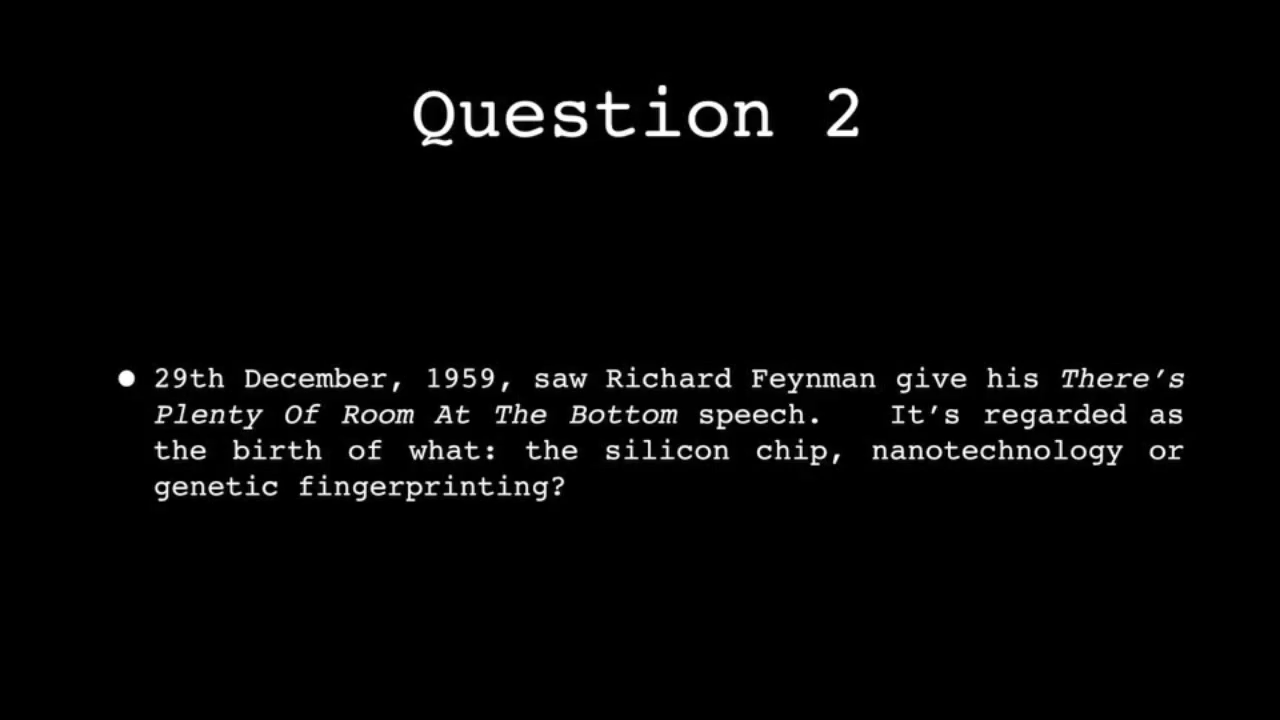 Question 2
• 29th December, 1959, saw Richard Feynman give his There's
Plenty Of Room At The Bottom speech. It's regarded as
the birth of what: the silicon chip, nanotechnology or
genetic fingerprinting?